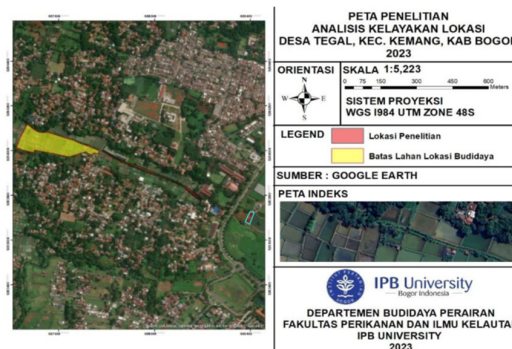 PETA PENELITIAN
ANALISIS KELAYAKAN LOKASI
DESA TEGAL, KEC. KEMANG, KAB BOGOR
2023
ORIENTASI
N
W E
S
SKALA 1:5,223
0 75 150 300 450 600
Meters
SISTEM PROYEKSI
WGS I984 UTM ZONE 48S
LEGEND
Lokasi Penelitian
Batas Lahan Lokasi Budidaya
SUMBER : GOOGLE EARTH
PETA INDEKS
IPB University
Bogor Indonesia
DEPARTEMEN BUDIDAYA PERAIRAN
FAKULTAS PERIKANAN DAN ILMU KELAUTAN
IPB UNIVERSITY
2023